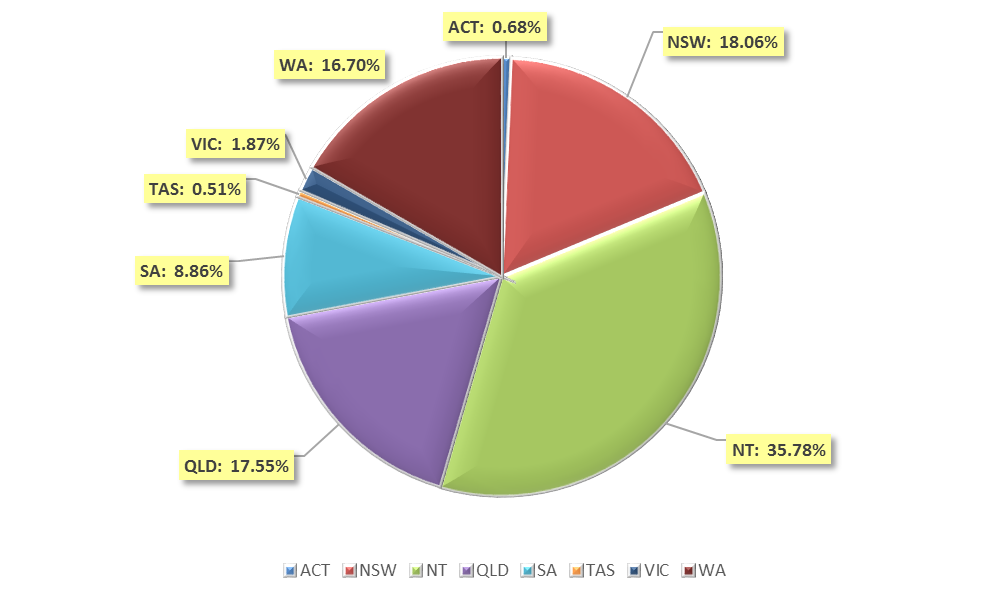 ACT: 0.68%
NSW: 18.06%
WA: 16.70%
VIC: 1.87%
TAS: 0.51%
SA: 8.86%
NT: 35.78%
QLD: 17.55%
ACT NSW NT QLD SA TAS VIC WA